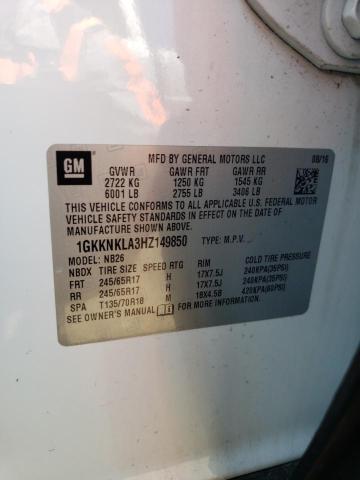 GM
MFD BY GENERAL MOTORS LLC 08/16
GVWR GAWR FRT GAWR RR
2722 KG 1250 KG 1545 KG
6001 LB 2755 LB 3406 LB
THIS VEHICLE CONFORMS TO ALL APPLICABLE U.S. FEDERAL MOTOR
VEHICLE SAFETY AND THEFT PREVENTION STANDARDS IN EFFECT ON THE DATE OF
MANUFACTURE SHOWN ABOVE.
1GKKNKLA3HZ149850 TYPE: M.P.V.
MODEL: NB26
NBDX TIRE SIZE SPEED RTG RIM COLD TIRE PRESSURE
FRT 245/65R17 H 17X7.5J 240KPA(35PSI)
RR 245/65R17 H 17X7.5J 240KPA(35PSI)
SPA T135/70R18 M 18X4.5B 420KPA(60PSI)
SEE OWNER'S MANUAL FOR MORE INFORMATION.